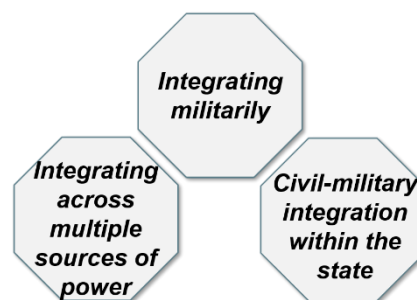 Integrating
militarily
Integrating
across
multiple
sources of
power
Civil-military
integration
within the
state